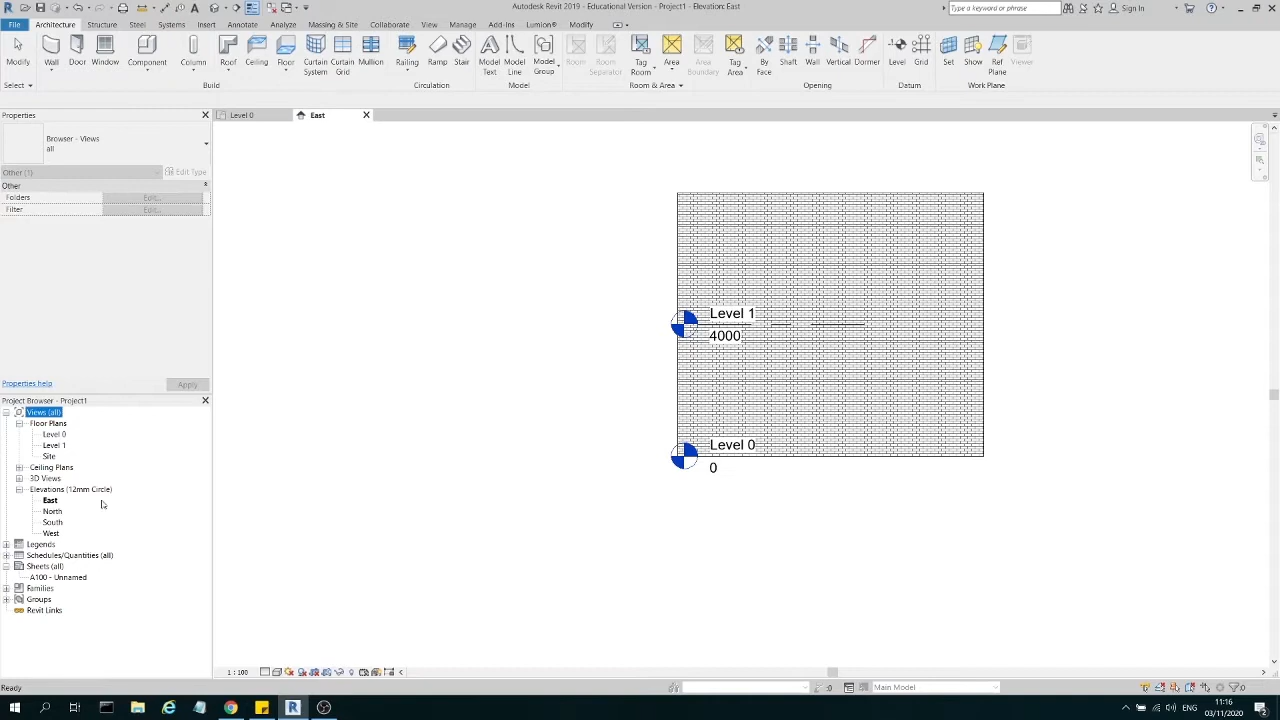 Autodesk Revit 2019 - Educational Version - Project1 - Elevation: East
Type a keyword or phrase
Sign In
File Architecture Structure Steel Systems Insert Annotate Analyze Massing & Site Collaborate View Manage Add-Ins Lumion® Modify
Modify Wall Door Window Component Column Roof Ceiling Floor Curtain System Curtain Grid Mullion Railing Ramp Stair Model Text Model Line Model Group Room Room Separator Tag Room Area Area Boundary Tag Area By Face Shaft Wall Vertical Dormer Level Grid Set Show Ref Plane Viewer
Select Build Circulation Model Room & Area Opening Datum Work Plane
Properties
Level 0
East
Browser - Views
all
Other (1)
Edit Type
Other
Folders Edit...
Filter Edit...
Level 1
4000
Level 0
0
Properties help
Apply
Project Browser - Project1
Views (all)
Floor Plans
Level 0
Level 1
Site
Ceiling Plans
3D Views
Elevations (12mm Circle)
East
North
South
West
Legends
Schedules/Quantities (all)
Sheets (all)
A100 - Unnamed
Families
Groups
Revit Links
1 : 100
Ready
:0
Main Model
:0
ENG
11:16
03/11/2020
2